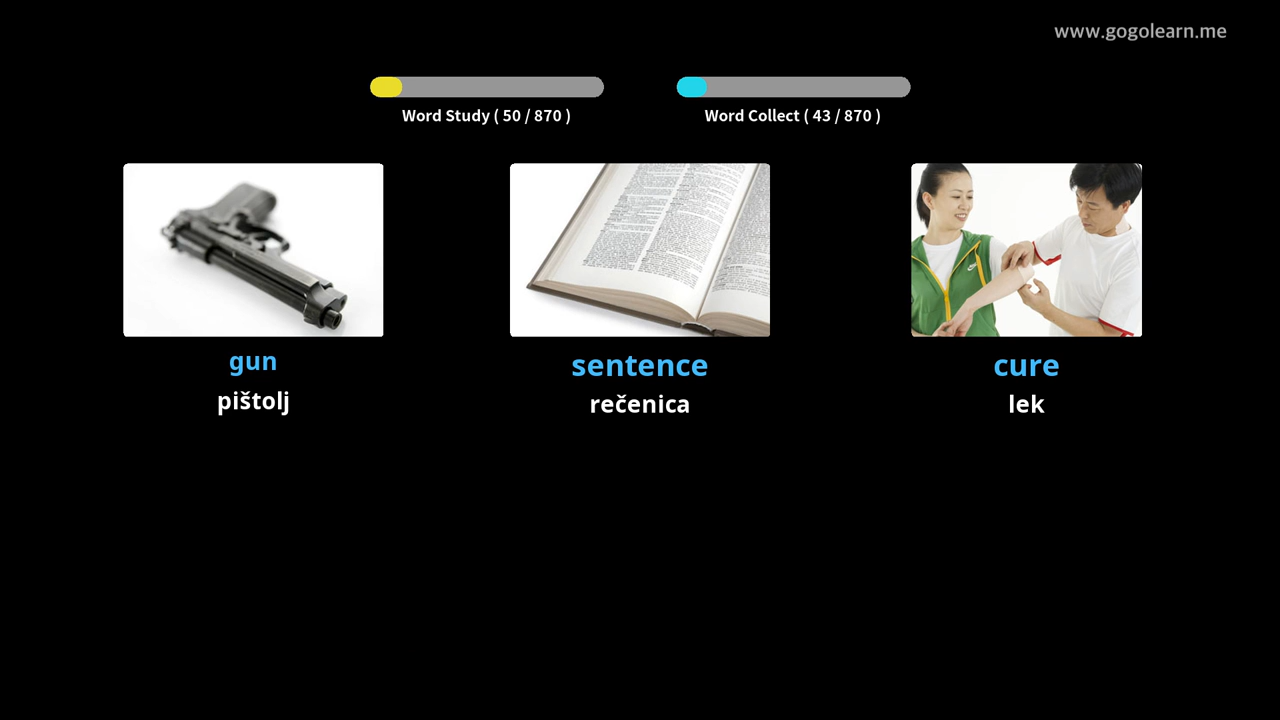 www.gogolearn.me
Word Study ( 50 / 870 )
Word Collect ( 43 / 870 )
gun
pištolj
sentence
rečenica
cure
lek